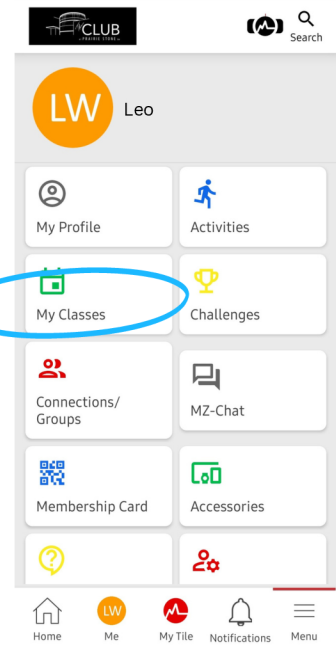 THE CLUB
PRAIRIE STONE
Search
LW
Leo
My Profile
Activities
My Classes
Challenges
Connections/
Groups
MZ-Chat
Membership Card
Accessories
LW
Home
Me
My Tile
Notifications
Menu